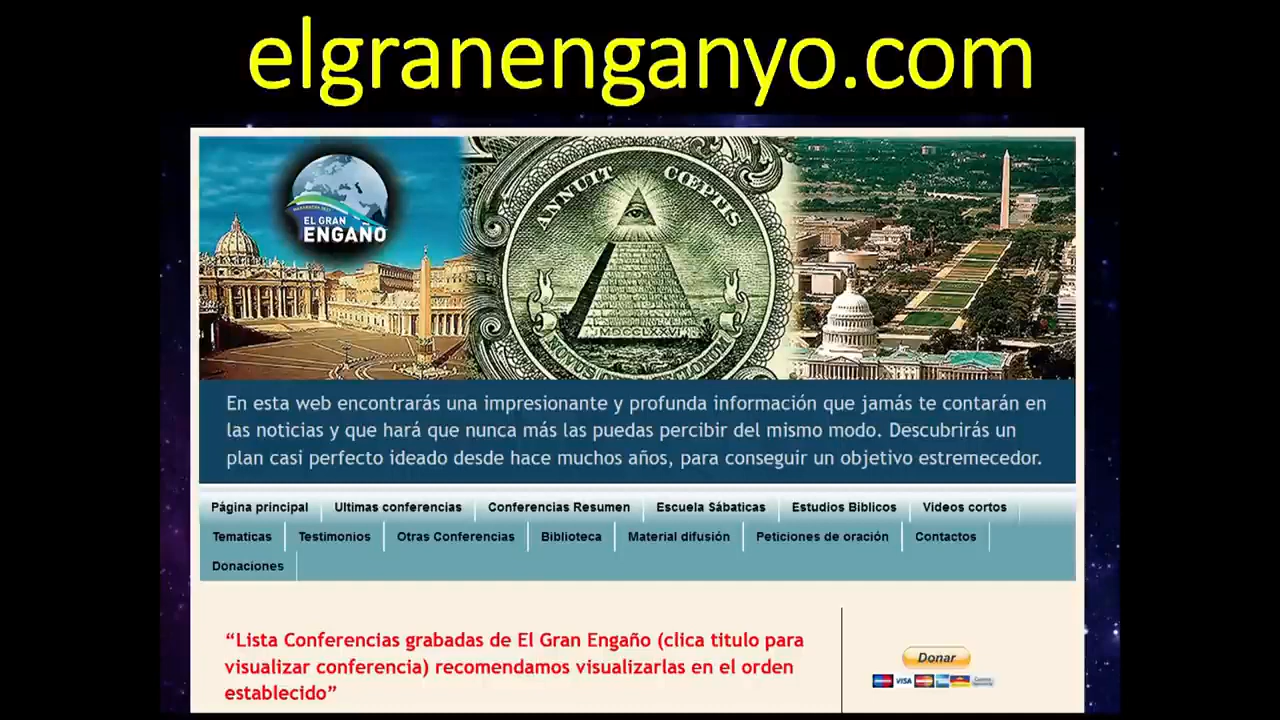 elgranenganyo.com
ANNUIT CŒPTIS
EL GRAN
ENGAÑO
MDCCLXXVI
En esta web encontrarás una impresionante y profunda información que jamás te contarán en
las noticias y que hará que nunca más las puedas percibir del mismo modo. Descubrirás un
plan casi perfecto ideado desde hace muchos años, para conseguir un objetivo estremecedor.
Página principal Ultimas conferencias Conferencias Resumen Escuela Sábaticas Estudios Biblicos Videos cortos
Tematicas Testimonios Otras Conferencias Biblioteca Material difusión Peticiones de oración Contactos
Donaciones
“Lista Conferencias grabadas de El Gran Engaño (clica titulo para
visualizar conferencia) recomendamos visualizarlas en el orden
establecido”
Donar
VISA